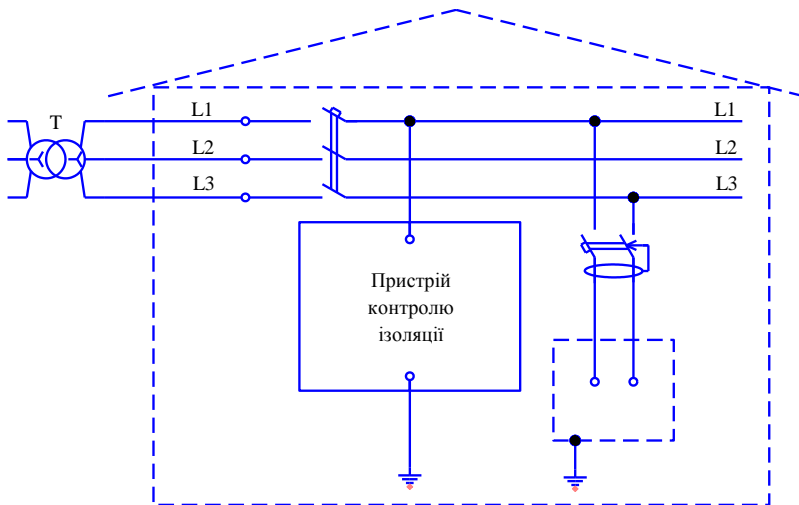 T
L1
L1
L2
L2
L3
L3
Пристрій
контролю
ізоляції